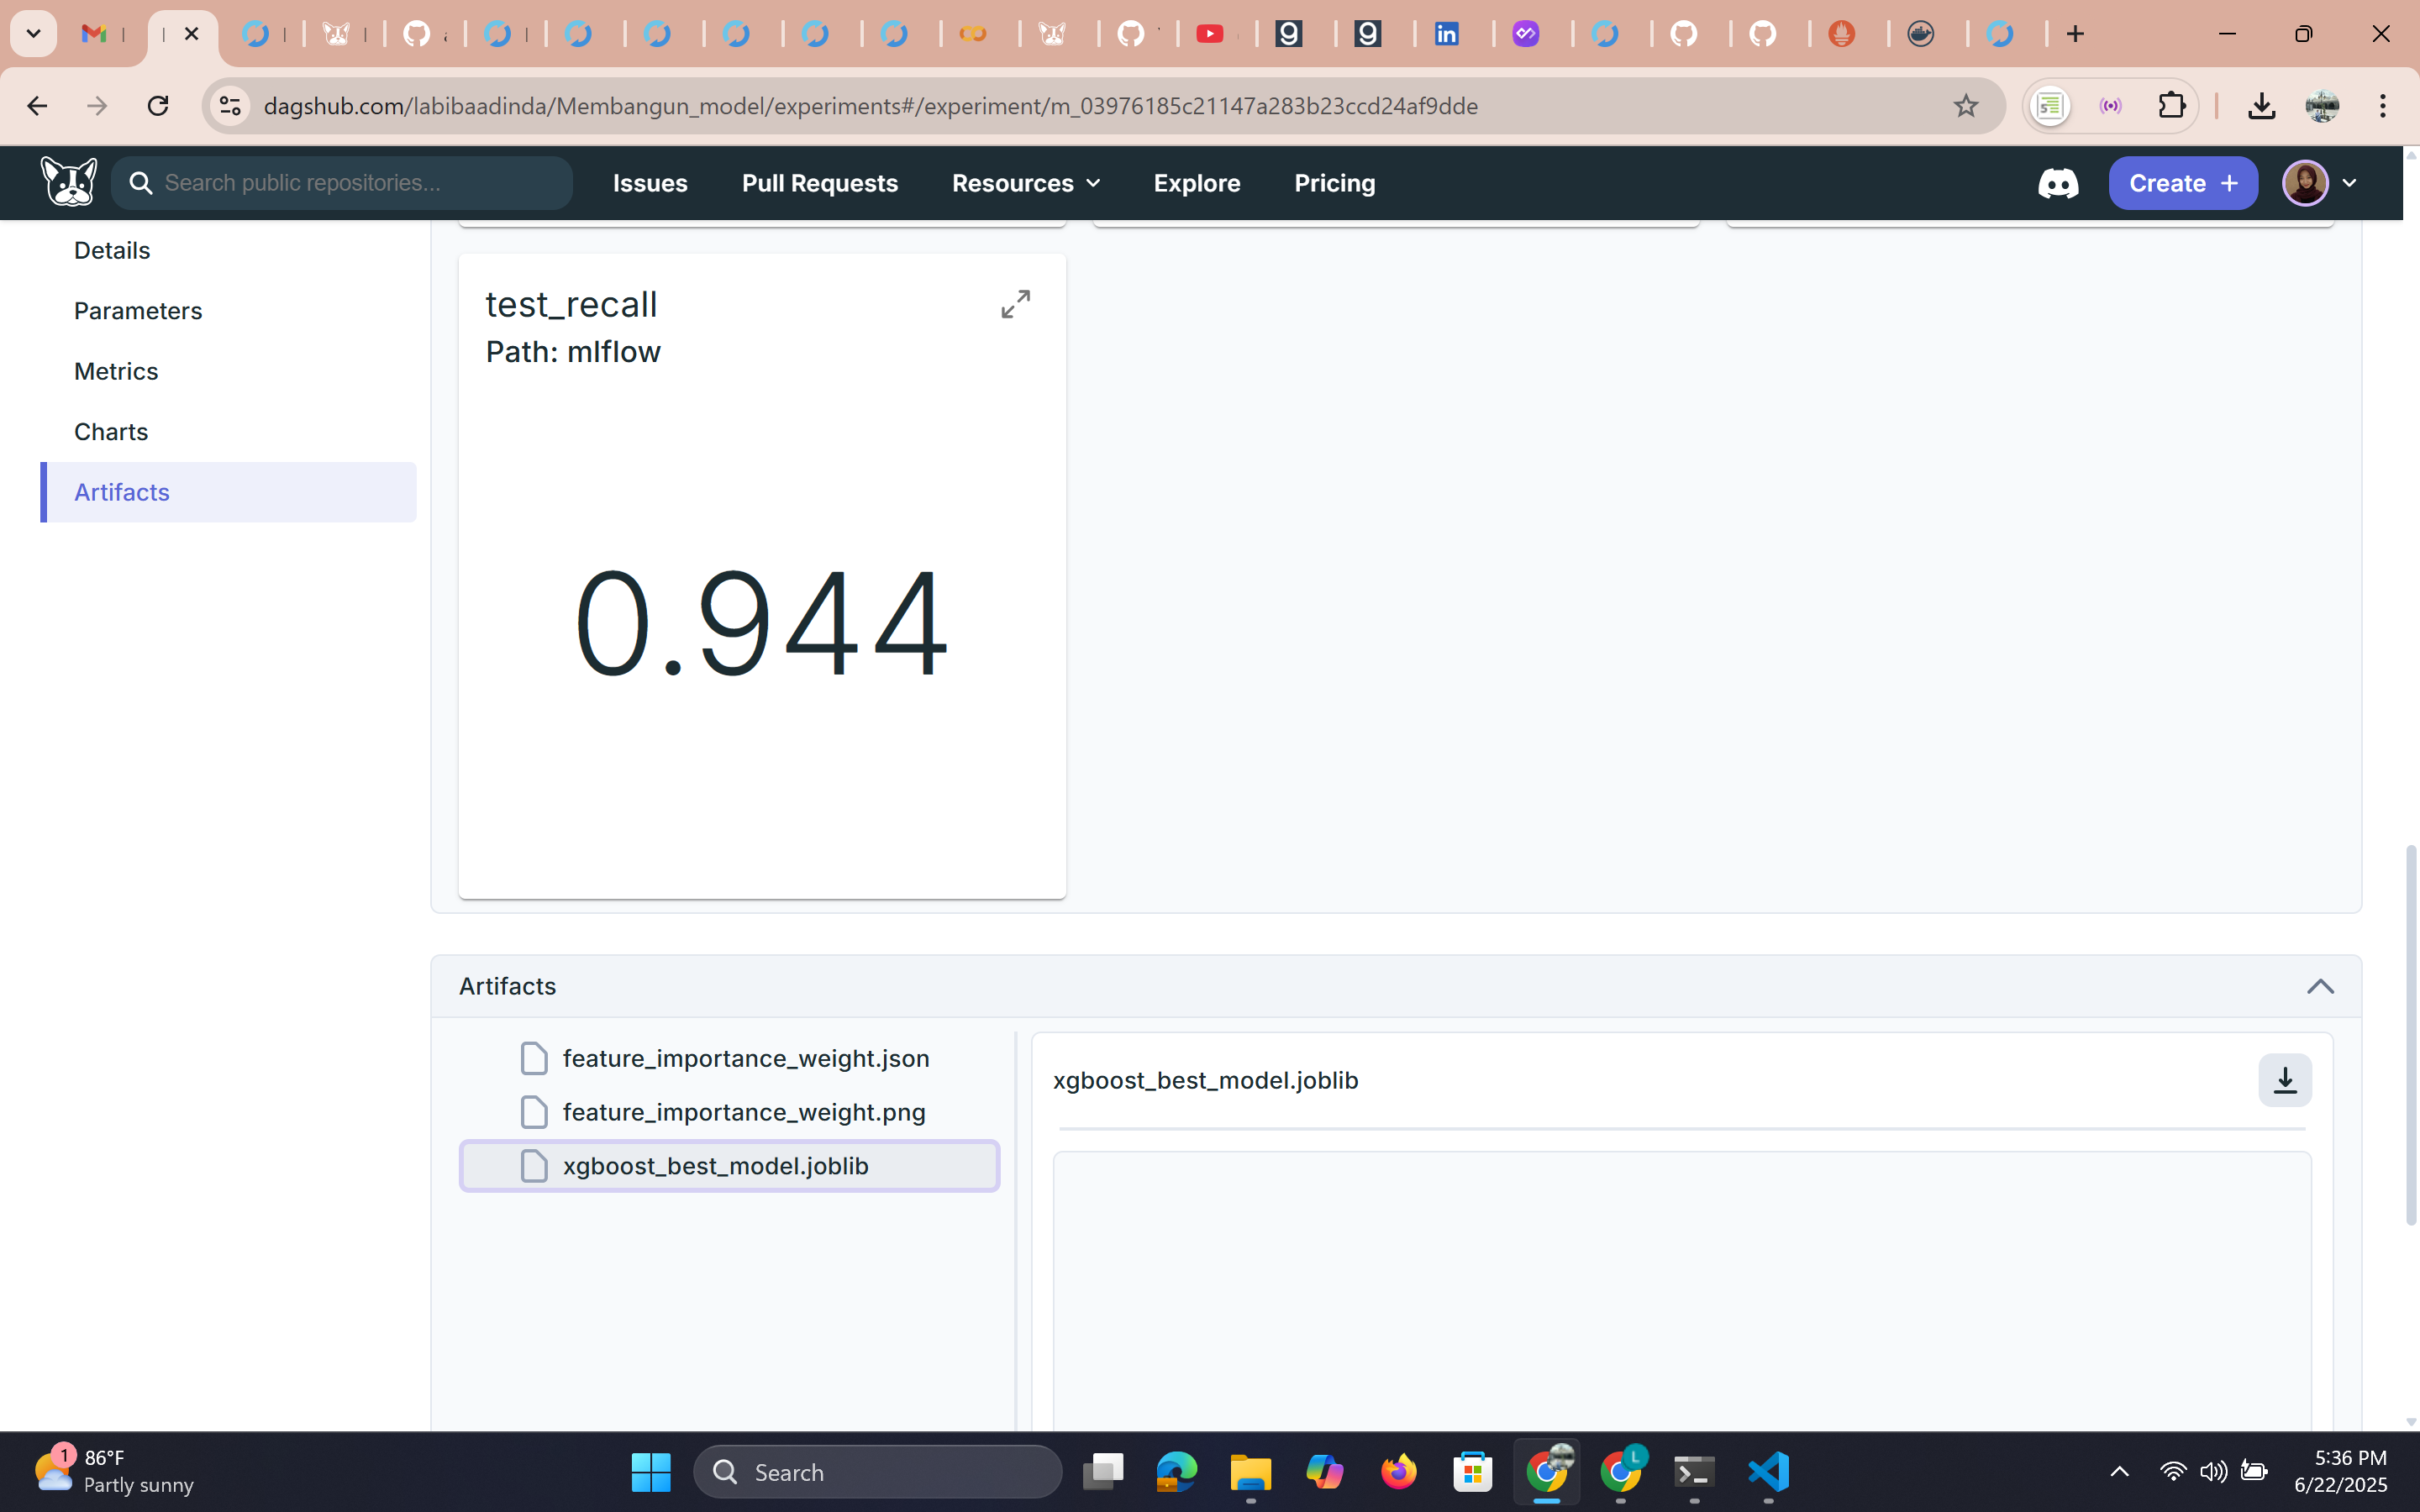 dagshub.com/labibaadinda/Membangun_model/experiments#/experiment/m_03976185c21147a283b23ccd24af9dde
Search public repositories...
Issues
Pull Requests
Resources
Explore
Pricing
Create +
Details
Parameters
Metrics
Charts
Artifacts
test_recall
Path: mlflow
0.944
Artifacts
feature_importance_weight.json
feature_importance_weight.png
xgboost_best_model.joblib
xgboost_best_model.joblib
1
86°F
Partly sunny
Search
L
5:36 PM
6/22/2025